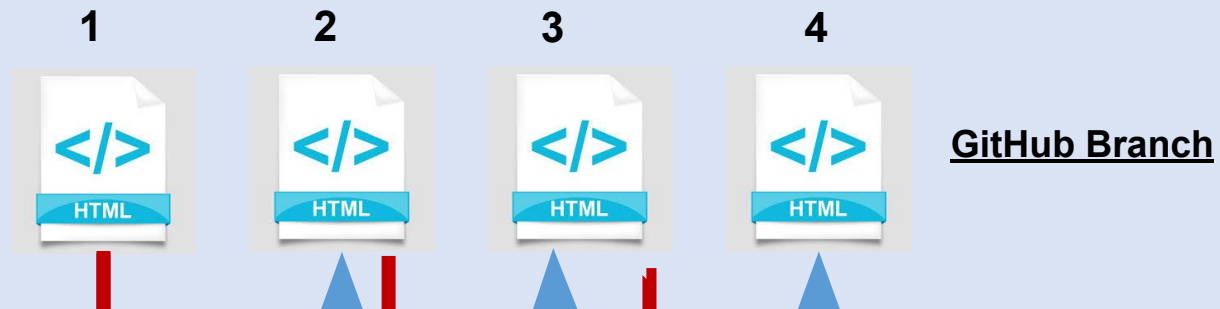 1 2 3 4
</> </> </> </>
GitHub Branch
HTML HTML HTML HTML